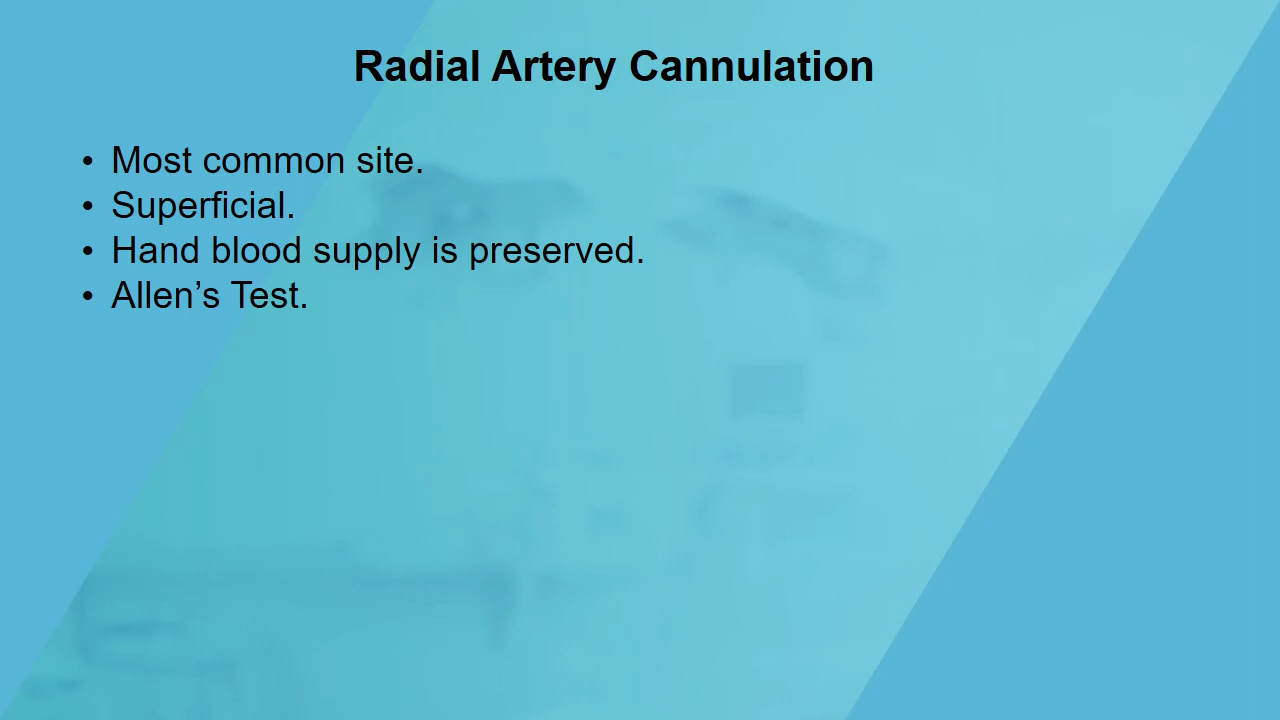 Radial Artery Cannulation
• Most common site.
• Superficial.
• Hand blood supply is preserved.
• Allen’s Test.